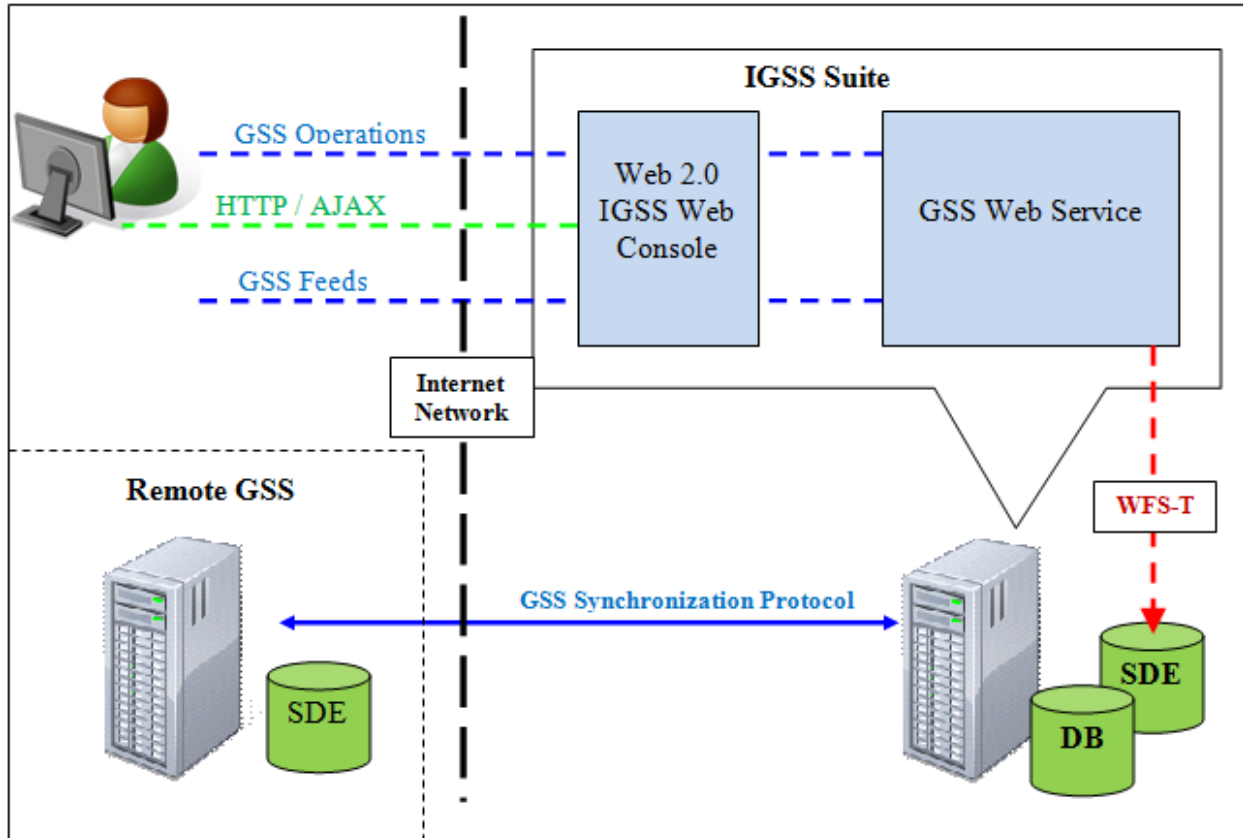 IGSS Suite
GSS Operations
HTTP / AJAX
GSS Feeds
Web 2.0
IGSS Web
Console
GSS Web Service
Internet
Network
WFS-T
Remote GSS
GSS Synchronization Protocol
SDE
SDE
DB